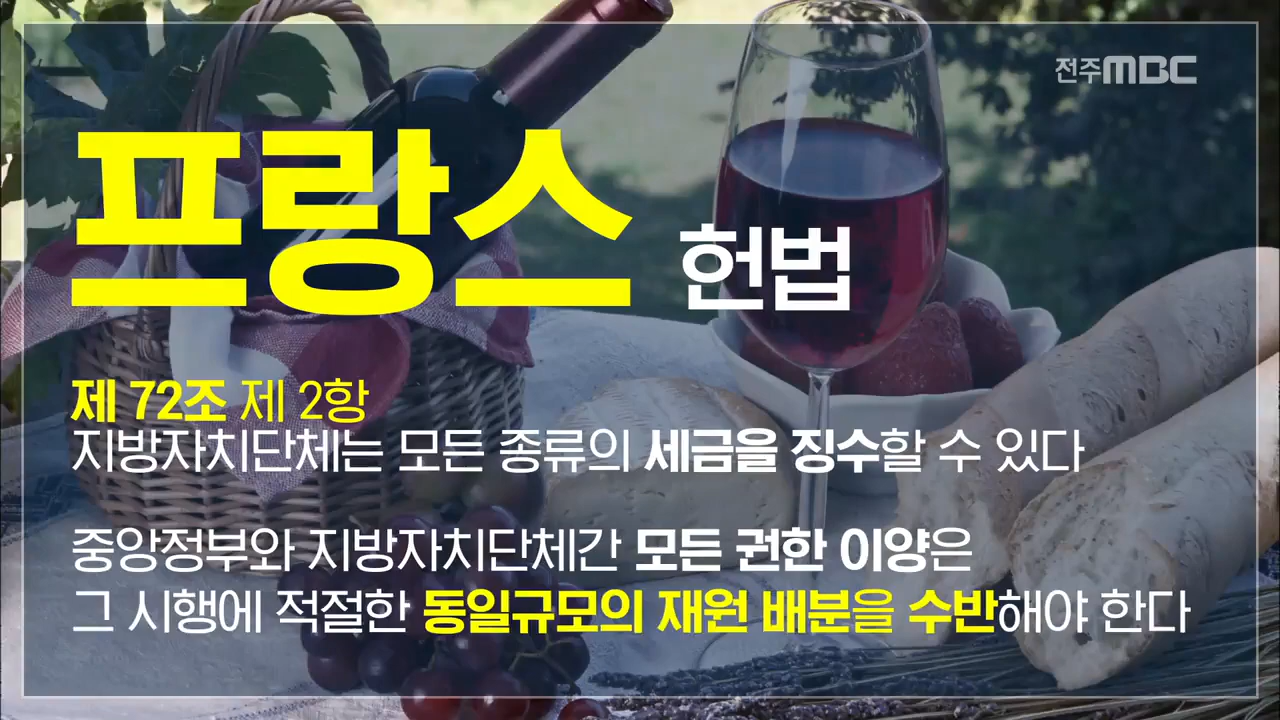 전주MBC
프랑스 헌법
제 72조 제 2항
지방자치단체는 모든 종류의 세금을 징수할 수 있다
중앙정부와 지방자치단체간 모든 권한 이양은
그 시행에 적절한 동일규모의 재원 배분을 수반해야 한다